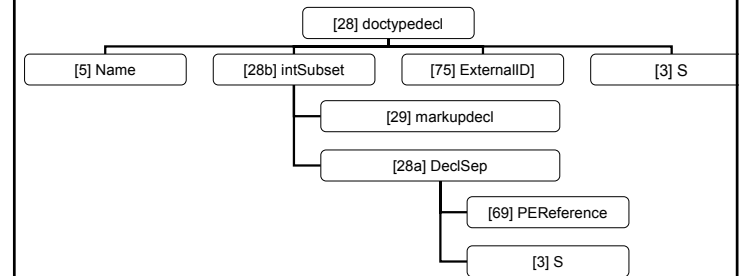 [28] doctypedecl
[5] Name
[28b] intSubset
[75] ExternalID]
[3] S
[29] markupdecl
[28a] DeclSep
[69] PEReference
[3] S